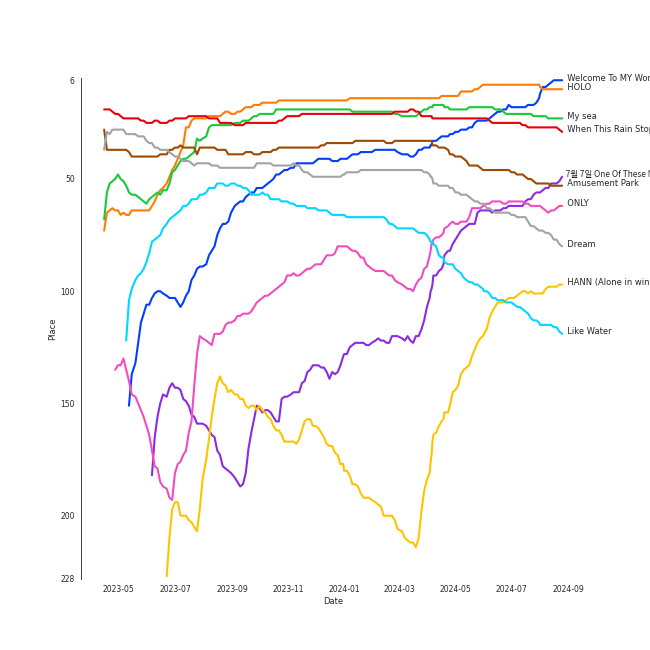 6
50
100
150
200
228
Place
2023-05
2023-07
2023-09
2023-11
2024-01
2024-03
2024-05
2024-07
2024-09
Date
Welcome To MY Wor
HOLO
My sea
When This Rain Stop
7월 7일 One Of These N
Amusement Park
ONLY
Dream
HANN (Alone in win
Like Water